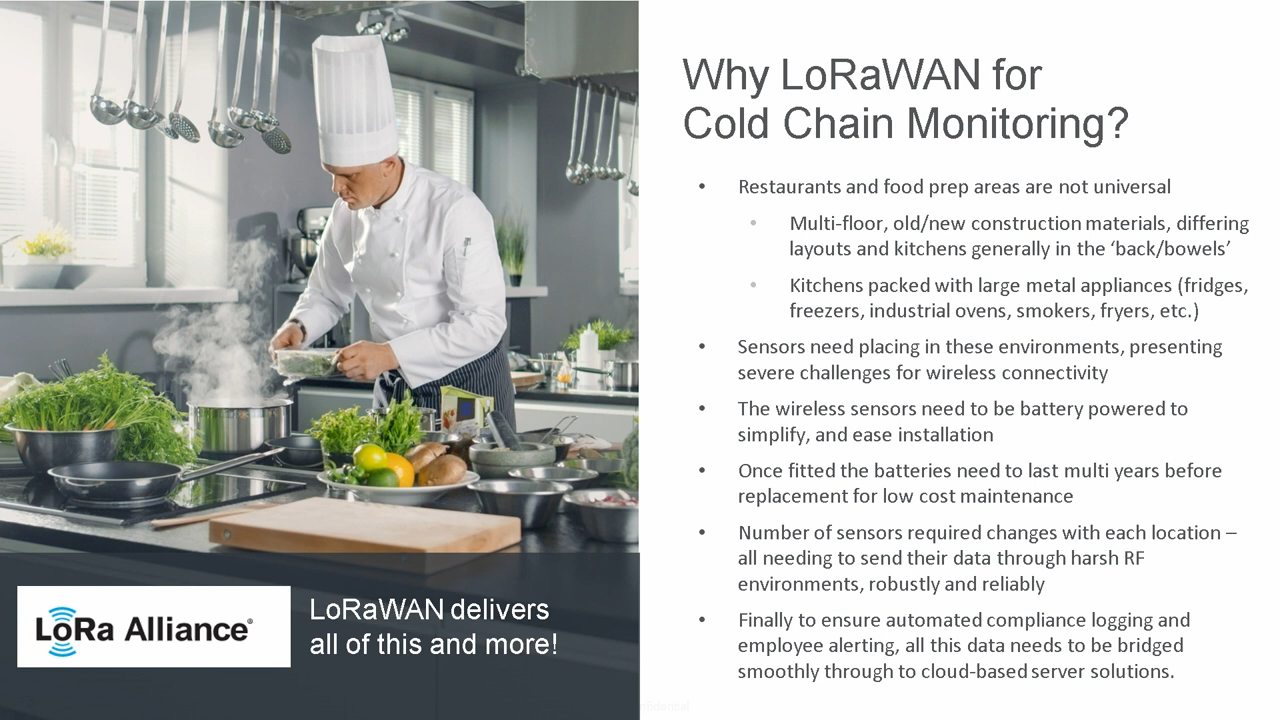 Why LoRaWAN for
Cold Chain Monitoring?
• Restaurants and food prep areas are not universal
• Multi-floor, old/new construction materials, differing
layouts and kitchens generally in the ‘back/bowels’
• Kitchens packed with large metal appliances (fridges,
freezers, industrial ovens, smokers, fryers, etc.)
• Sensors need placing in these environments, presenting
severe challenges for wireless connectivity
• The wireless sensors need to be battery powered to
simplify, and ease installation
• Once fitted the batteries need to last multi years before
replacement for low cost maintenance
• Number of sensors required changes with each location –
all needing to send their data through harsh RF
environments, robustly and reliably
• Finally to ensure automated compliance logging and
employee alerting, all this data needs to be bridged
smoothly through to cloud-based server solutions.
LoRa Alliance®
LoRaWAN delivers
all of this and more!